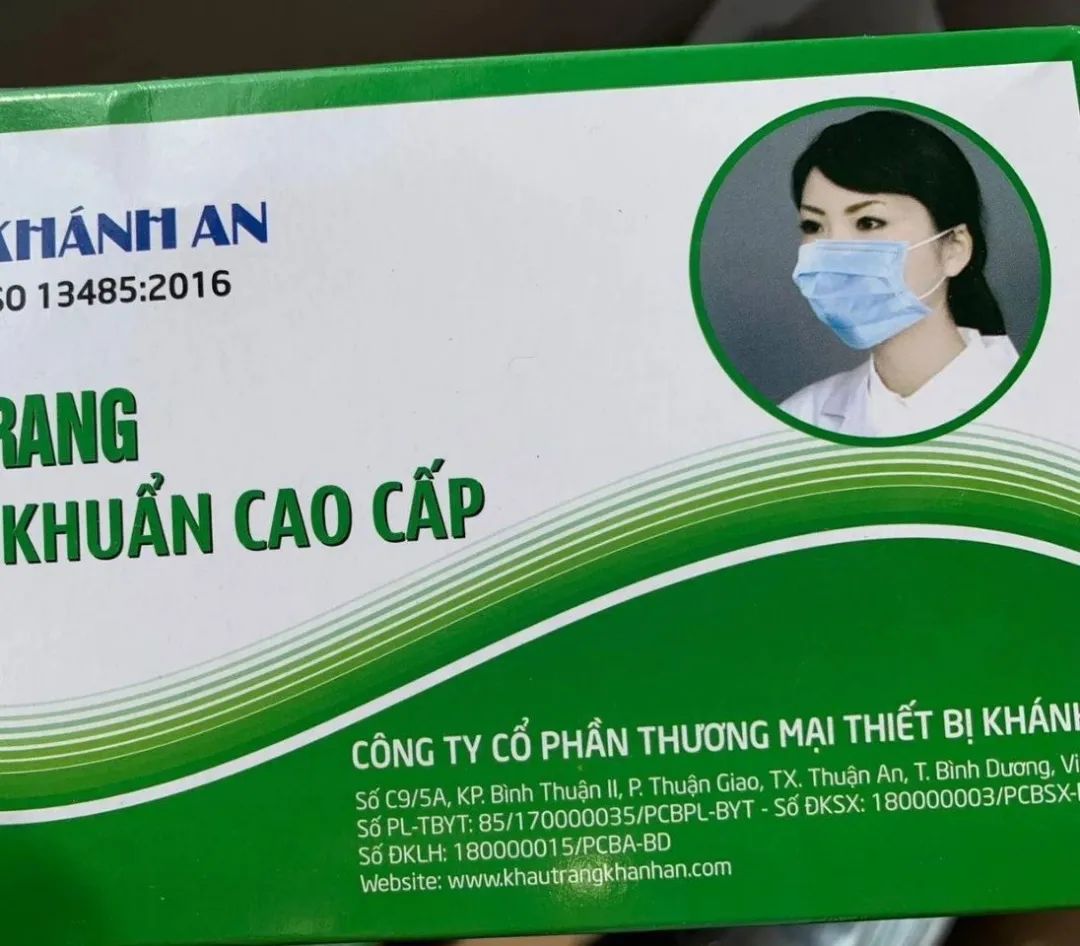 KHÁNH AN
ISO 13485:2016
RANG
KHUẨN CAO CẤP
CÔNG TY CỔ PHẦN THƯƠNG MẠI THIẾT BỊ KHÁNH
Số C9/5A, KP. Bình Thuận II, P. Thuận Giao, TX. Thuận An, T. Bình Dương, Vi
Số PL-TBYT: 85/170000035/PCBPL-BYT - Số ĐKSX: 180000003/PCBSX-
Số ĐKLH: 180000015/PCBA-BD
Website: www.khautrangkhanhan.com